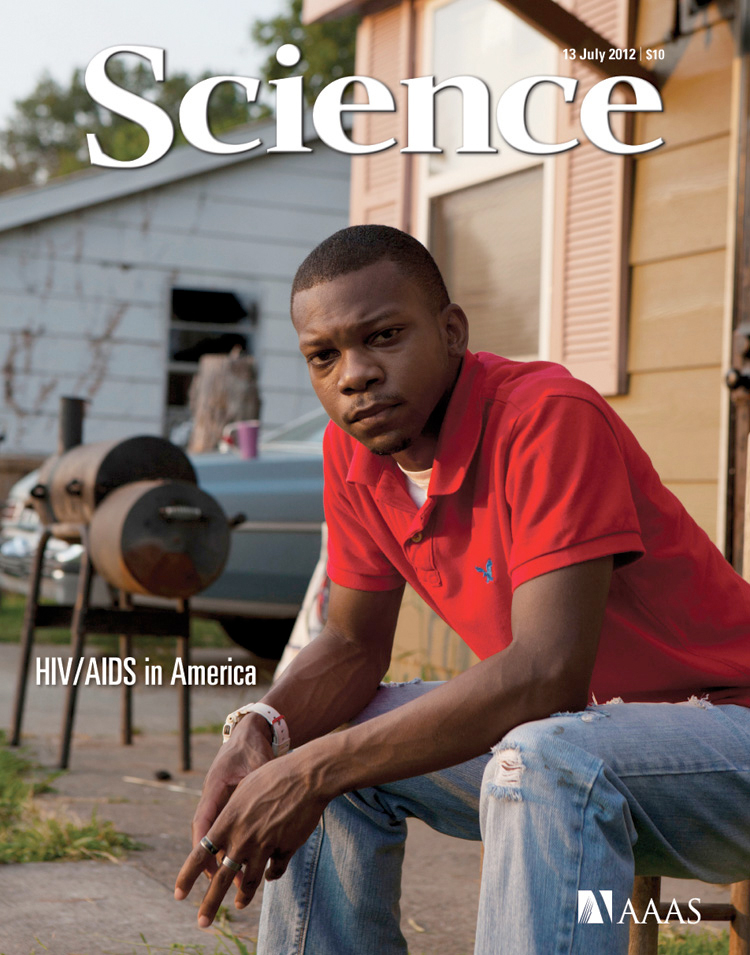 13 July 2012 | $10
Science
HIV/AIDS in America
AAAS